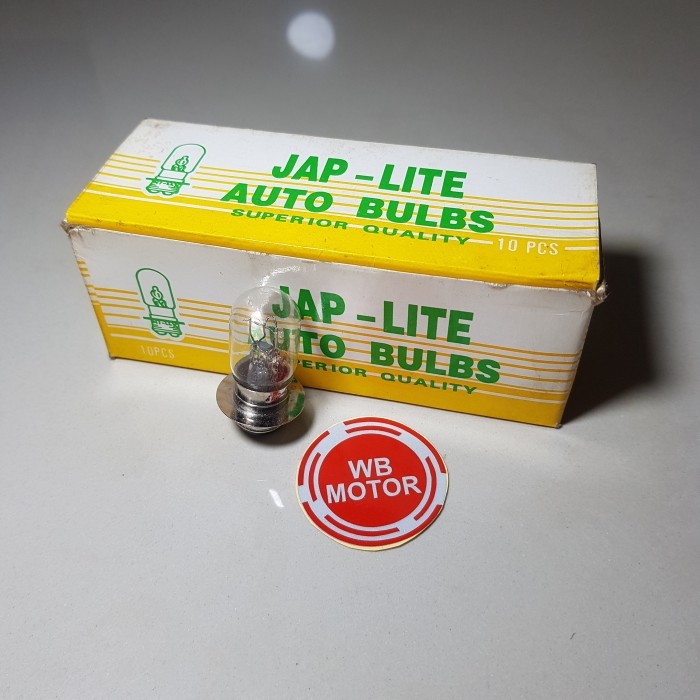 JAP-LITE
AUTO BULBS
SUPERIOR QUALITY
10 PCS
JAP-LITE
AUTO BULBS
SUPERIOR QUALITY
10PCS
WB
MOTOR